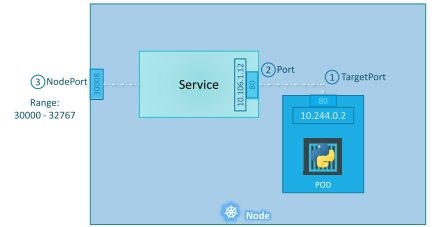 3 NodePort
Range:
30000 - 32767
30008
Service
10.106.1.12
80
2 Port
1 TargetPort
80
10.244.0.2
POD
Node